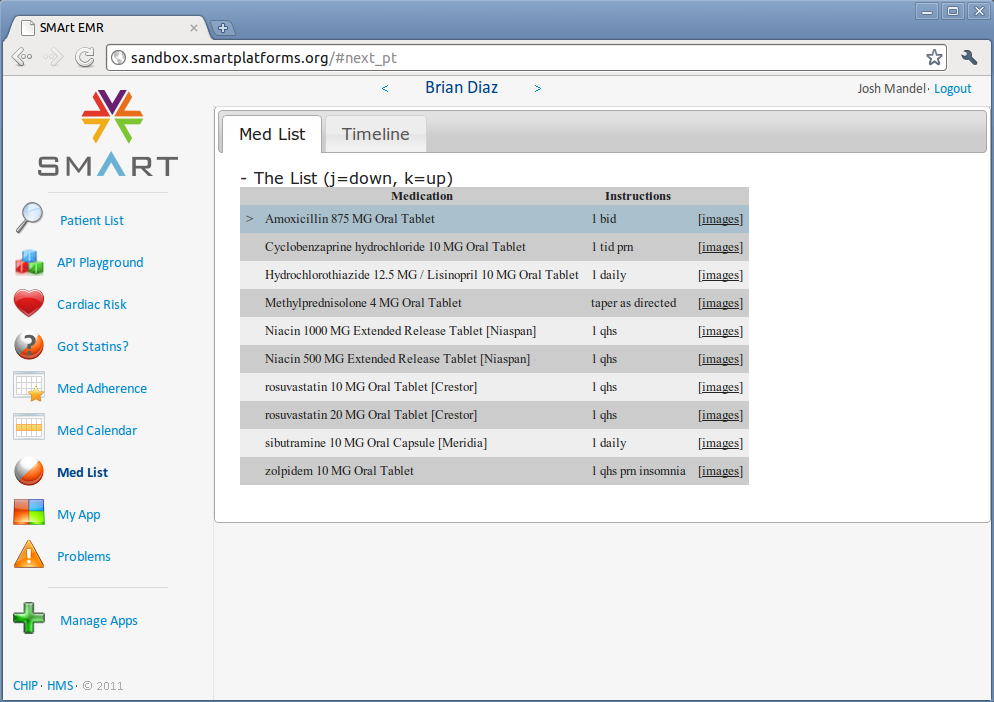 SMArt EMR
sandbox.smartplatforms.org/#next_pt
< Brian Diaz >
Josh Mandel· Logout
SMART
Patient List
API Playground
Cardiac Risk
Got Statins?
Med Adherence
Med Calendar
Med List
My App
Problems
Manage Apps
CHIP· HMS· © 2011
Med List Timeline
- The List (j=down, k=up)
Medication Instructions
> Amoxicillin 875 MG Oral Tablet 1 bid [images]
Cyclobenzaprine hydrochloride 10 MG Oral Tablet 1 tid prn [images]
Hydrochlorothiazide 12.5 MG / Lisinopril 10 MG Oral Tablet 1 daily [images]
Methylprednisolone 4 MG Oral Tablet taper as directed [images]
Niacin 1000 MG Extended Release Tablet [Niaspan] 1 qhs [images]
Niacin 500 MG Extended Release Tablet [Niaspan] 1 qhs [images]
rosuvastatin 10 MG Oral Tablet [Crestor] 1 qhs [images]
rosuvastatin 20 MG Oral Tablet [Crestor] 1 qhs [images]
sibutramine 10 MG Oral Capsule [Meridia] 1 daily [images]
zolpidem 10 MG Oral Tablet 1 qhs prn insomnia [images]